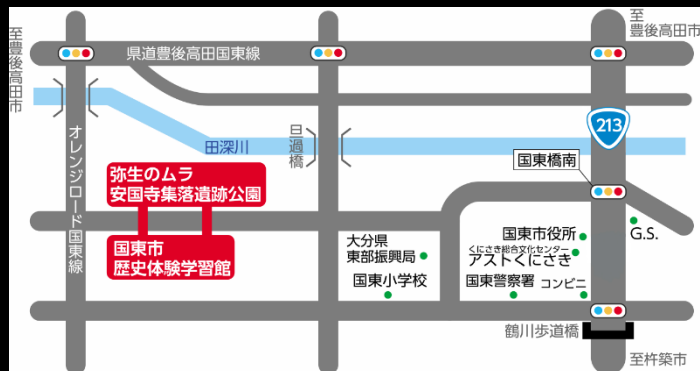 至豊後高田市
県道豊後高田国東線
至
豊後高田市
213
オレンジロード国東線
田深川
旦過橋
国東橋南
弥生のムラ
安国寺集落遺跡公園
国東市
歴史体験学習館
大分県
東部振興局
国東小学校
国東市役所
くにさき総合文化センター
アストくにさき
G.S.
国東警察署
コンビニ
鶴川歩道橋
至杵築市